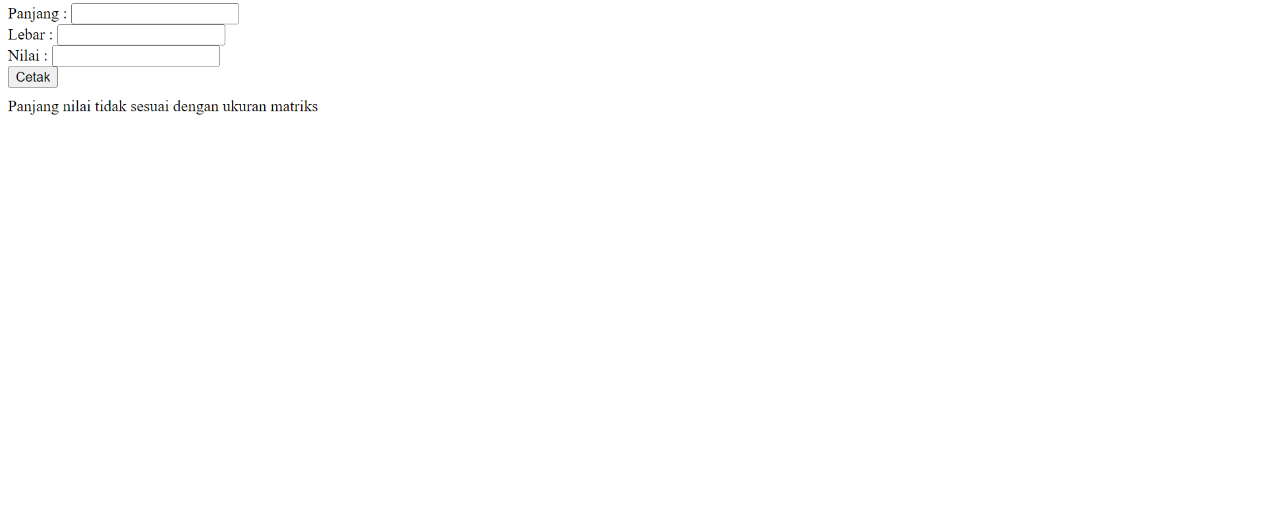 Panjang :
Lebar :
Nilai :
Cetak
Panjang nilai tidak sesuai dengan ukuran matriks